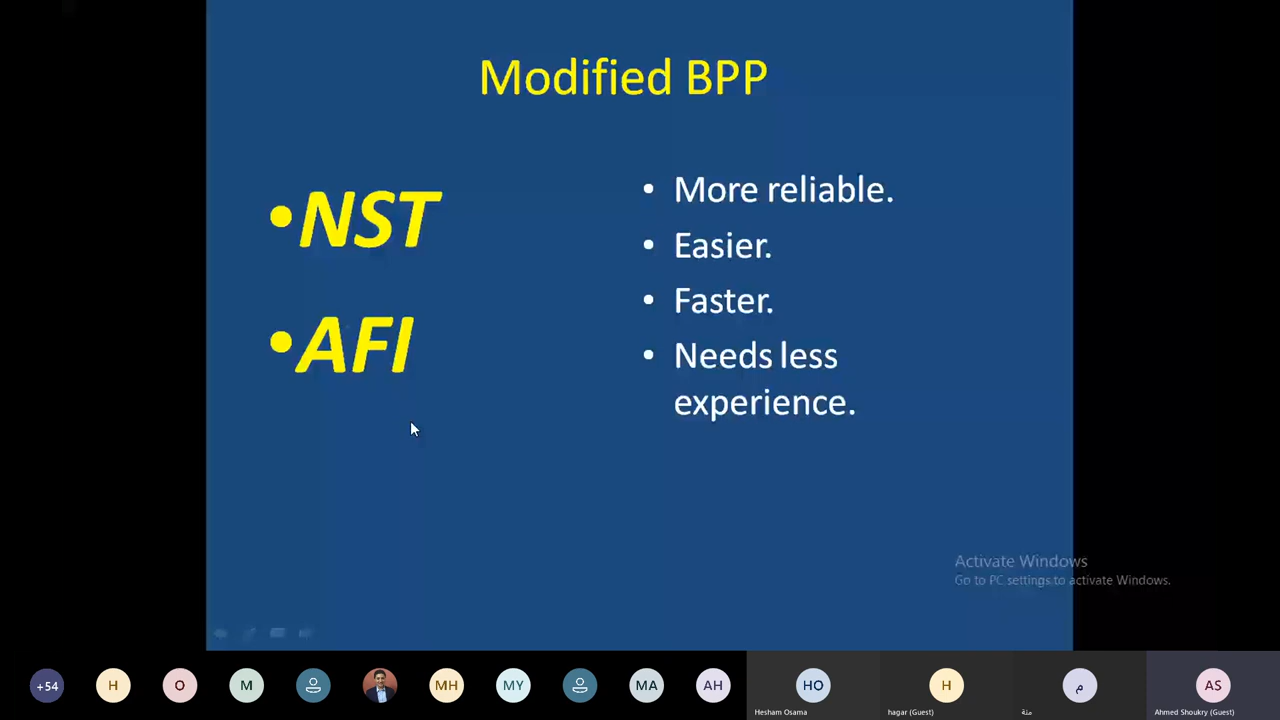 Modified BPP
•NST
•AFI
• More reliable.
• Easier.
• Faster.
• Needs less
experience.
Activate Windows
Go to PC settings to activate Windows.
+54
H
O
M
MH
MY
MA
AH
HO
H
م
AS
Hesham Osama
hagar (Guest)
منة
Ahmed Shoukry (Guest)